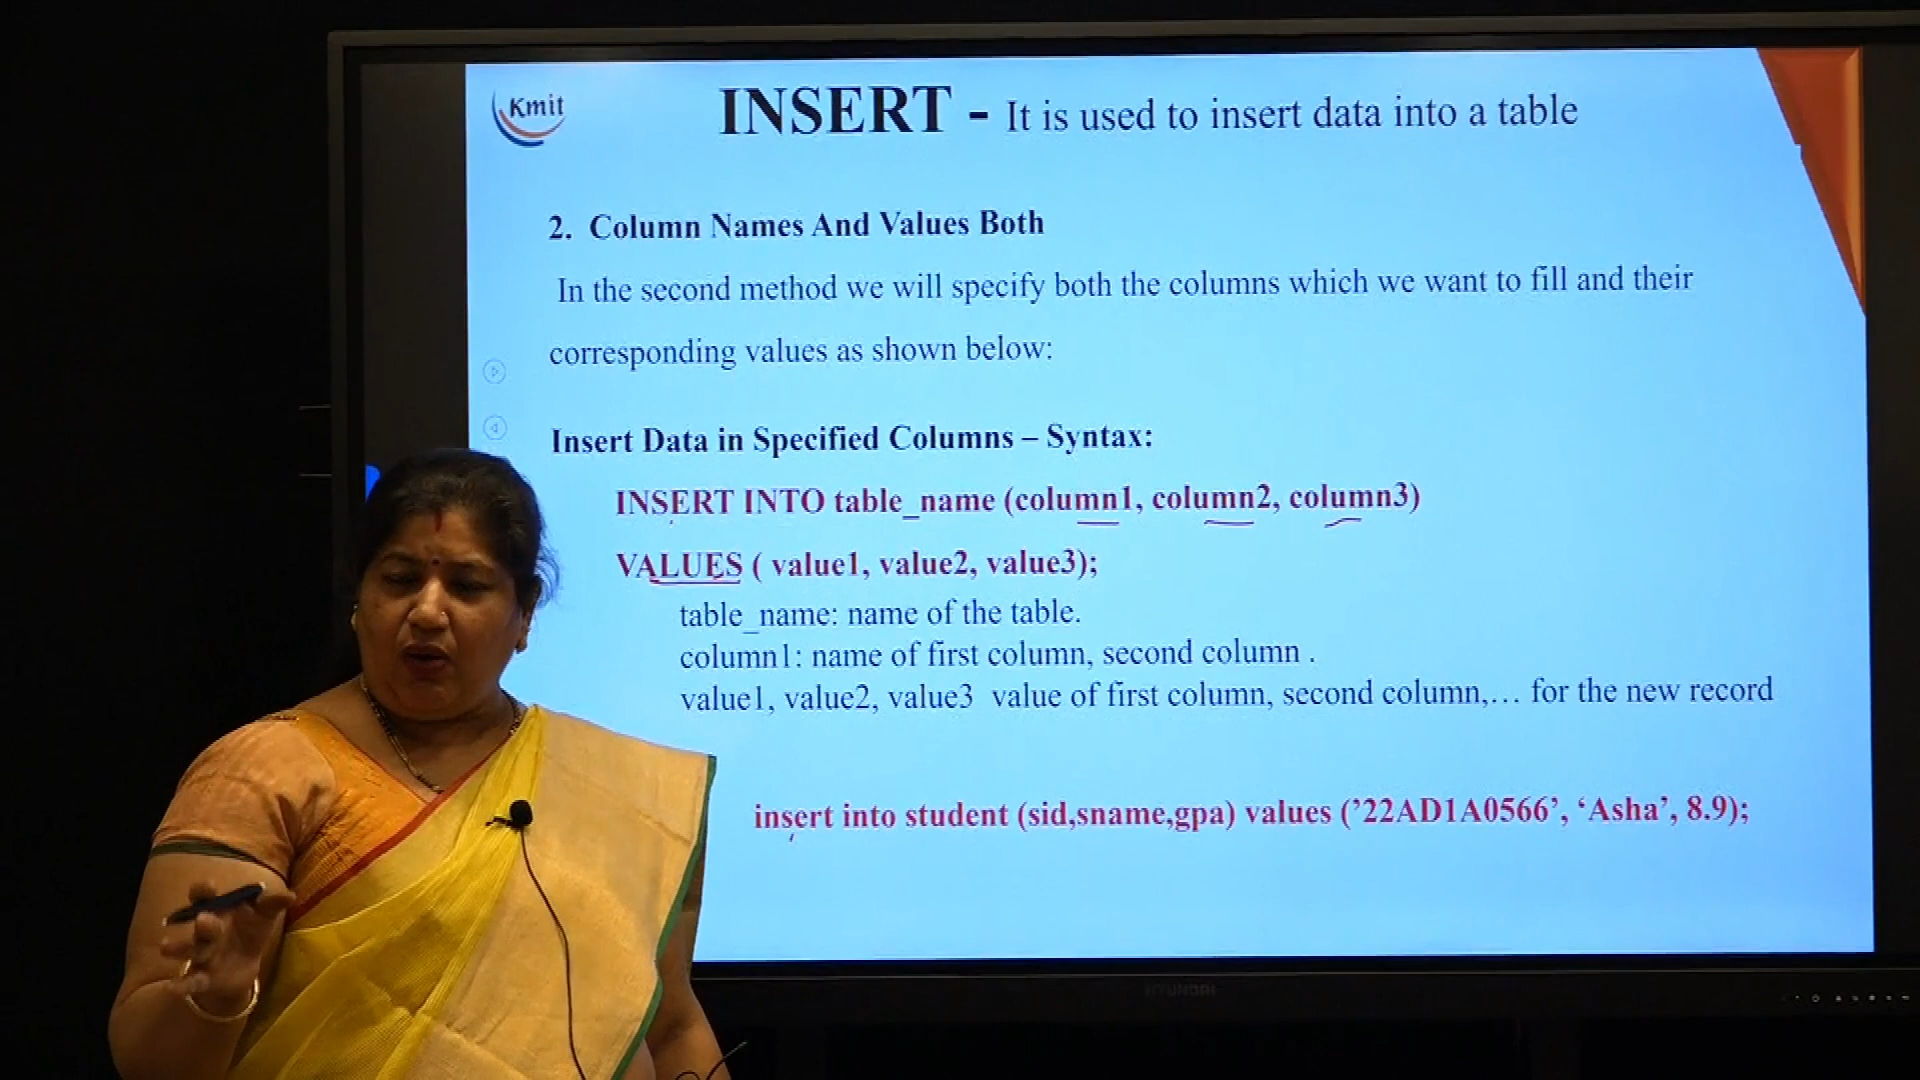 Kmit
INSERT - It is used to insert data into a table
2. Column Names And Values Both
In the second method we will specify both the columns which we want to fill and their
corresponding values as shown below:
Insert Data in Specified Columns – Syntax:
INSERT INTO table_name (column1, column2, column3)
VALUES ( value1, value2, value3);
table_name: name of the table.
column1: name of first column, second column .
value1, value2, value3 value of first column, second column,… for the new record
insert into student (sid,sname,gpa) values (’22AD1A0566’, ‘Asha’, 8.9);
HYUNDAI